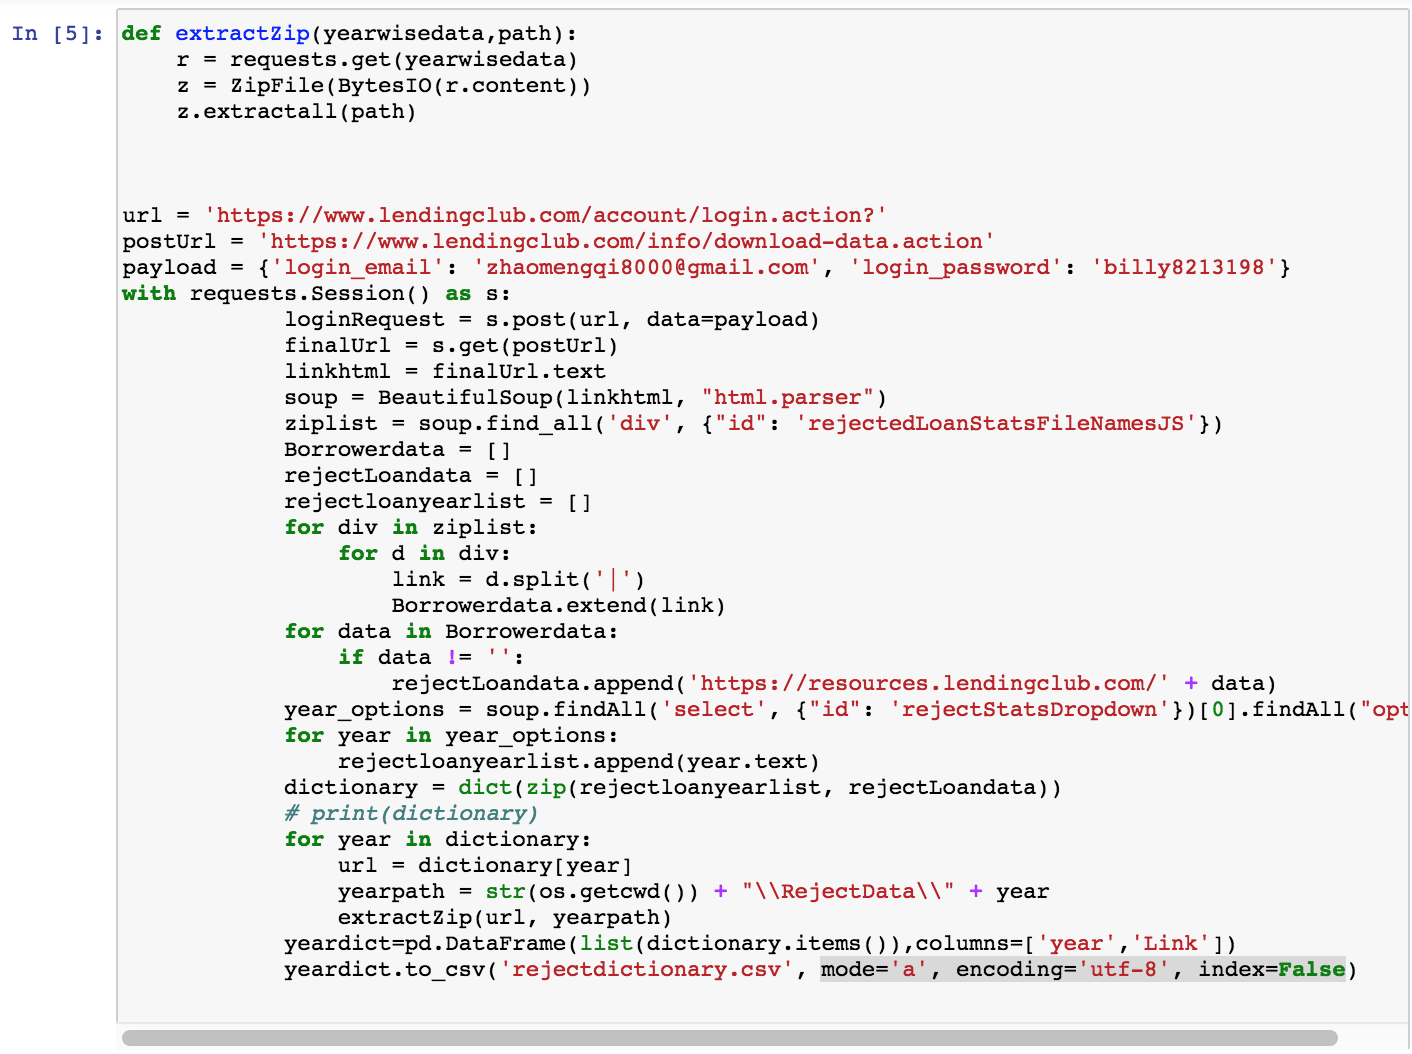 In [5]: def extractZip(yearwisedata,path):
    r = requests.get(yearwisedata)
    z = ZipFile(BytesIO(r.content))
    z.extractall(path)
url = 'https://www.lendingclub.com/account/login.action?'
postUrl = 'https://www.lendingclub.com/info/download-data.action'
payload = {'login_email': 'zhaomengqi8000@gmail.com', 'login_password': 'billy8213198'}
with requests.Session() as s:
            loginRequest = s.post(url, data=payload)
            finalUrl = s.get(postUrl)
            linkhtml = finalUrl.text
            soup = BeautifulSoup(linkhtml, "html.parser")
            ziplist = soup.find_all('div', {"id": 'rejectedLoanStatsFileNamesJS'})
            Borrowerdata = []
            rejectLoandata = []
            rejectloanyearlist = []
            for div in ziplist:
                for d in div:
                    link = d.split('|')
                    Borrowerdata.extend(link)
            for data in Borrowerdata:
                if data != '':
                    rejectLoandata.append('https://resources.lendingclub.com/' + data)
            year_options = soup.findAll('select', {"id": 'rejectStatsDropdown'})[0].findAll("opt
            for year in year_options:
                rejectloanyearlist.append(year.text)
            dictionary = dict(zip(rejectloanyearlist, rejectLoandata))
            # print(dictionary)
            for year in dictionary:
                url = dictionary[year]
                yearpath = str(os.getcwd()) + "\\RejectData\\" + year
                extractZip(url, yearpath)
            yeardict=pd.DataFrame(list(dictionary.items()),columns=['year','Link'])
            yeardict.to_csv('rejectdictionary.csv', mode='a', encoding='utf-8', index=False)